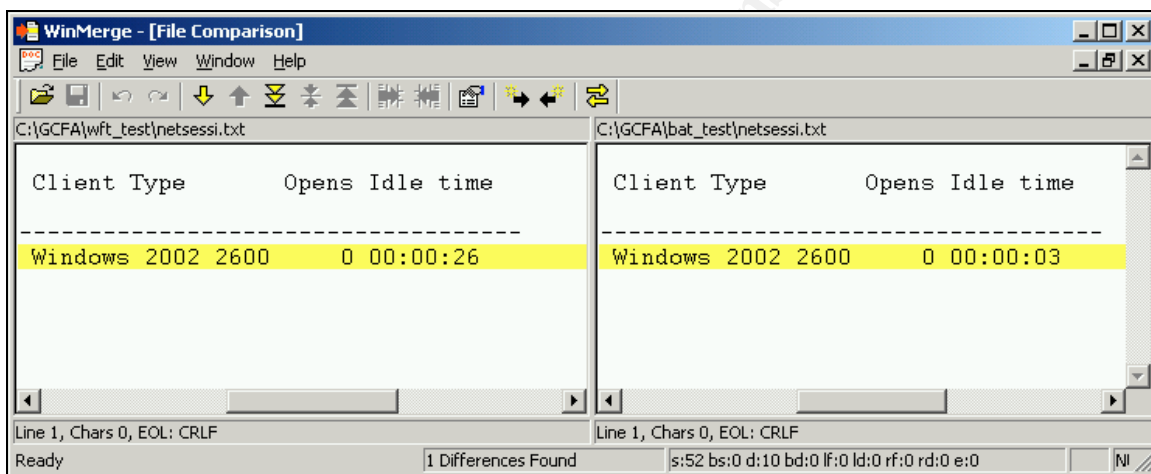 WinMerge - [File Comparison]
File Edit View Window Help
C:\GCFA\wft_test\netsessi.txt
C:\GCFA\bat_test\netsessi.txt
Client Type Opens Idle time
-------------------------------------
Windows 2002 2600 0 00:00:26
Client Type Opens Idle time
-------------------------------------
Windows 2002 2600 0 00:00:03
Line 1, Chars 0, EOL: CRLF
Line 1, Chars 0, EOL: CRLF
Ready
1 Differences Found
s:52 bs:0 d:10 bd:0 lf:0 ld:0 rf:0 rd:0 e:0